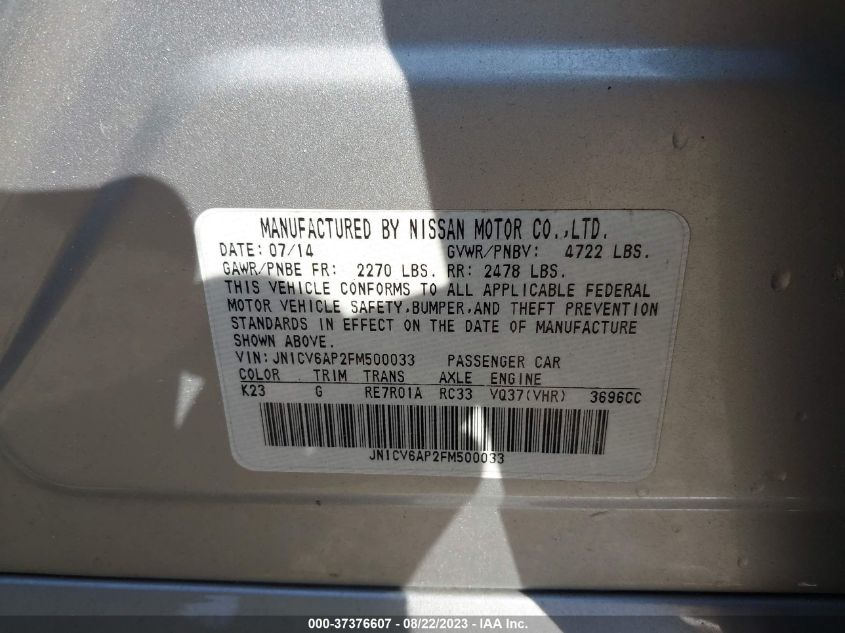 MANUFACTURED BY NISSAN MOTOR CO.,LTD.
DATE: 07/14 GVWR/PNBV: 4722 LBS.
GAWR/PNBE FR: 2270 LBS. RR: 2478 LBS.
THIS VEHICLE CONFORMS TO ALL APPLICABLE FEDERAL
MOTOR VEHICLE SAFETY,BUMPER,AND THEFT PREVENTION
STANDARDS IN EFFECT ON THE DATE OF MANUFACTURE
SHOWN ABOVE.
VIN: JN1CV6AP2FM500033 PASSENGER CAR
COLOR TRIM TRANS AXLE ENGINE
K23 G RE7R01A RC33 VQ37(VHR) 3696CC
JN1CV6AP2FM500033
000-37376607 - 08/22/2023 - IAA Inc.